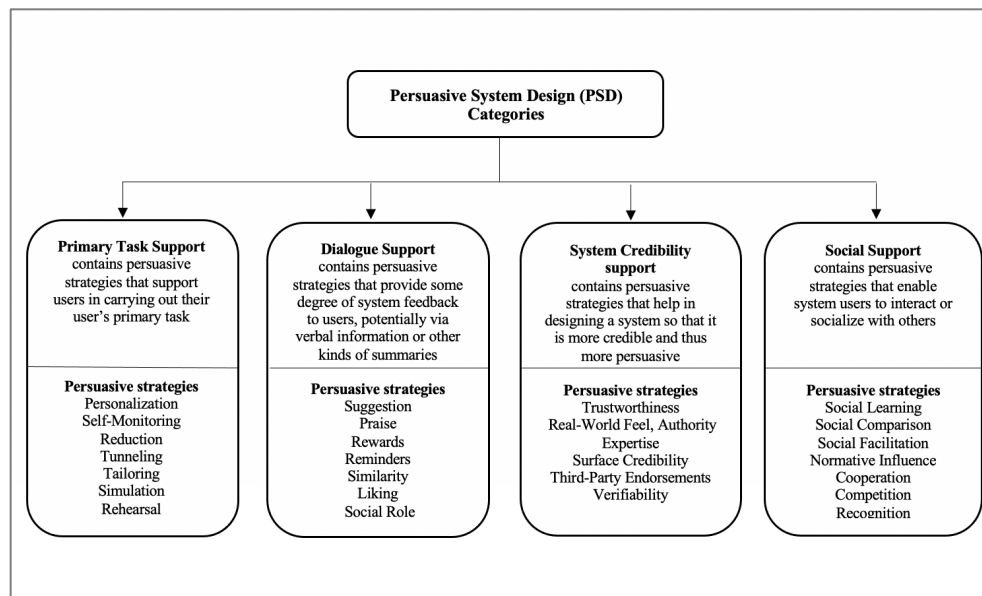 Persuasive System Design (PSD)
Categories
Primary Task Support
contains persuasive
strategies that support
users in carrying out their
user's primary task
Persuasive strategies
Personalization
Self-Monitoring
Reduction
Tunneling
Tailoring
Simulation
Rehearsal
Dialogue Support
contains persuasive
strategies that provide some
degree of system feedback
to users, potentially via
verbal information or other
kinds of summaries
Persuasive strategies
Suggestion
Praise
Rewards
Reminders
Similarity
Liking
Social Role
System Credibility
support
contains persuasive
strategies that help in
designing a system so that it
is more credible and thus
more persuasive
Persuasive strategies
Trustworthiness
Real-World Feel, Authority
Expertise
Surface Credibility
Third-Party Endorsements
Verifiability
Social Support
contains persuasive
strategies that enable
system users to interact or
socialize with others
Persuasive strategies
Social Learning
Social Comparison
Social Facilitation
Normative Influence
Cooperation
Competition
Recognition